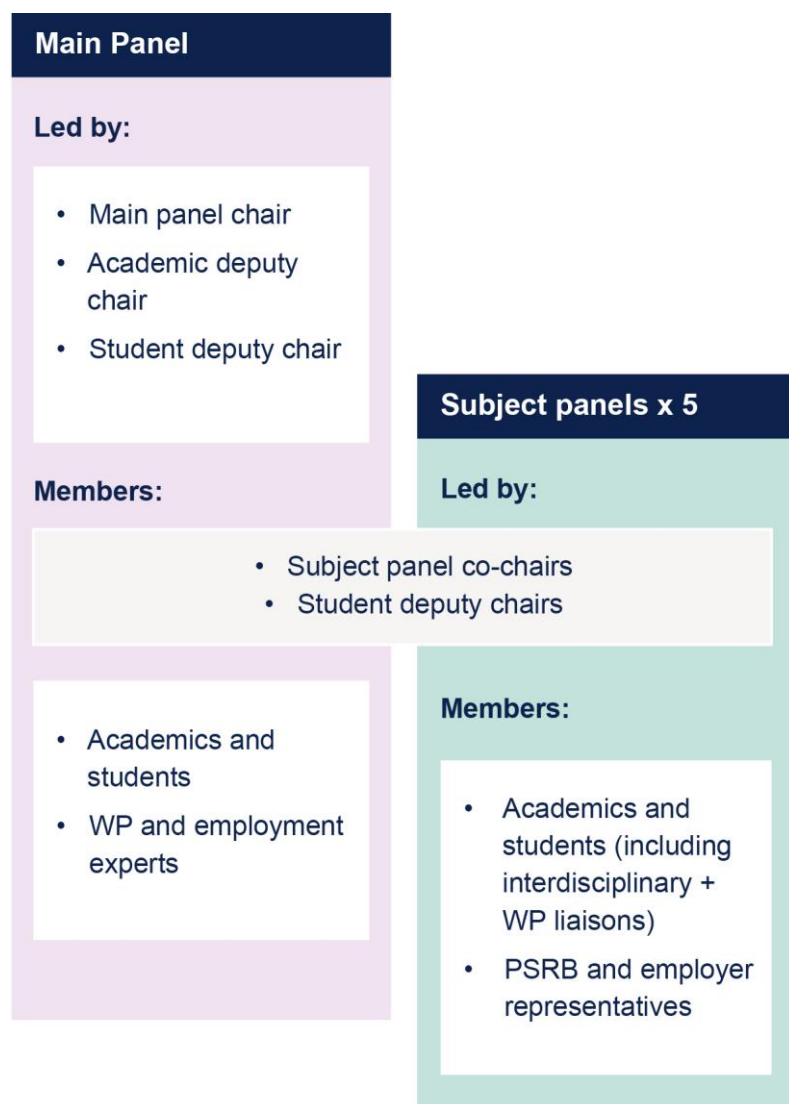 Main Panel
Led by:
• Main panel chair
• Academic deputy
chair
• Student deputy chair
Members:
Subject panels x 5
Led by:
• Subject panel co-chairs
• Student deputy chairs
• Academics and
students
• WP and employment
experts
Members:
• Academics and
students (including
interdisciplinary +
WP liaisons)
• PSRB and employer
representatives